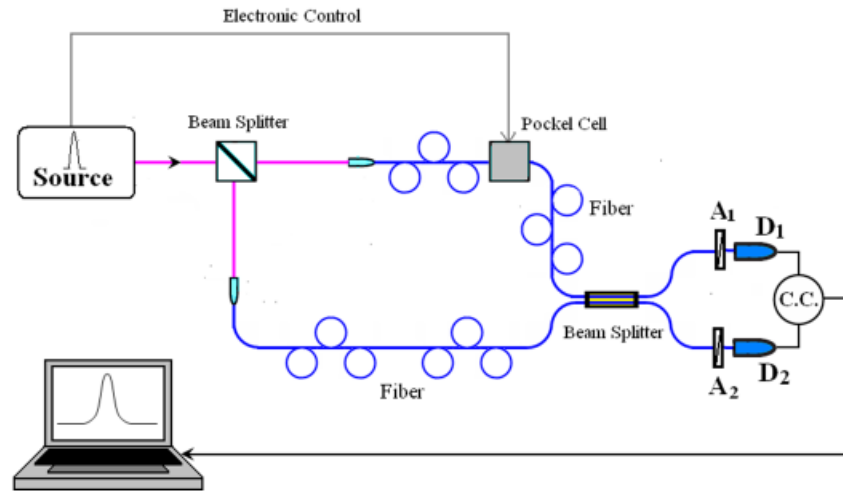 Electronic Control
Beam Splitter
Pockel Cell
Source
Fiber
A1
D1
C.C.
Beam Splitter
A2
D2
Fiber